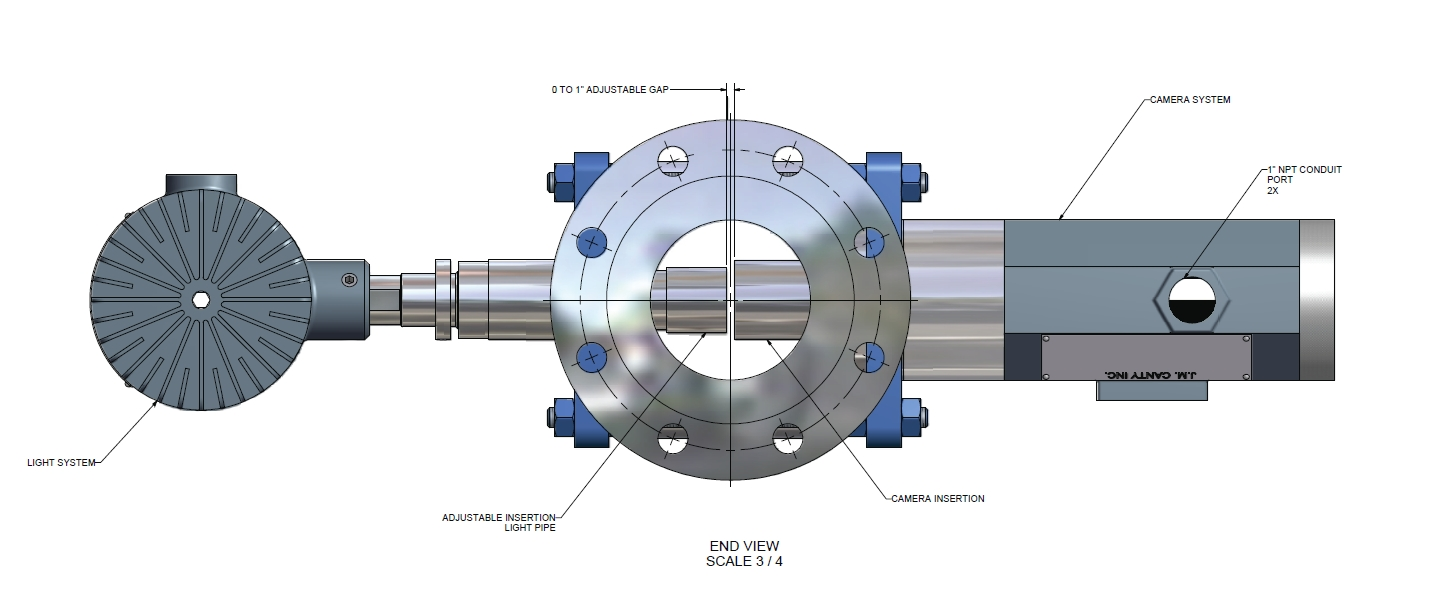 0 TO 1" ADJUSTABLE GAP
CAMERA SYSTEM
1" NPT CONDUIT
PORT
2X
J.M. CANTY INC.
LIGHT SYSTEM
CAMERA INSERTION
ADJUSTABLE INSERTION
LIGHT PIPE
END VIEW
SCALE 3 / 4